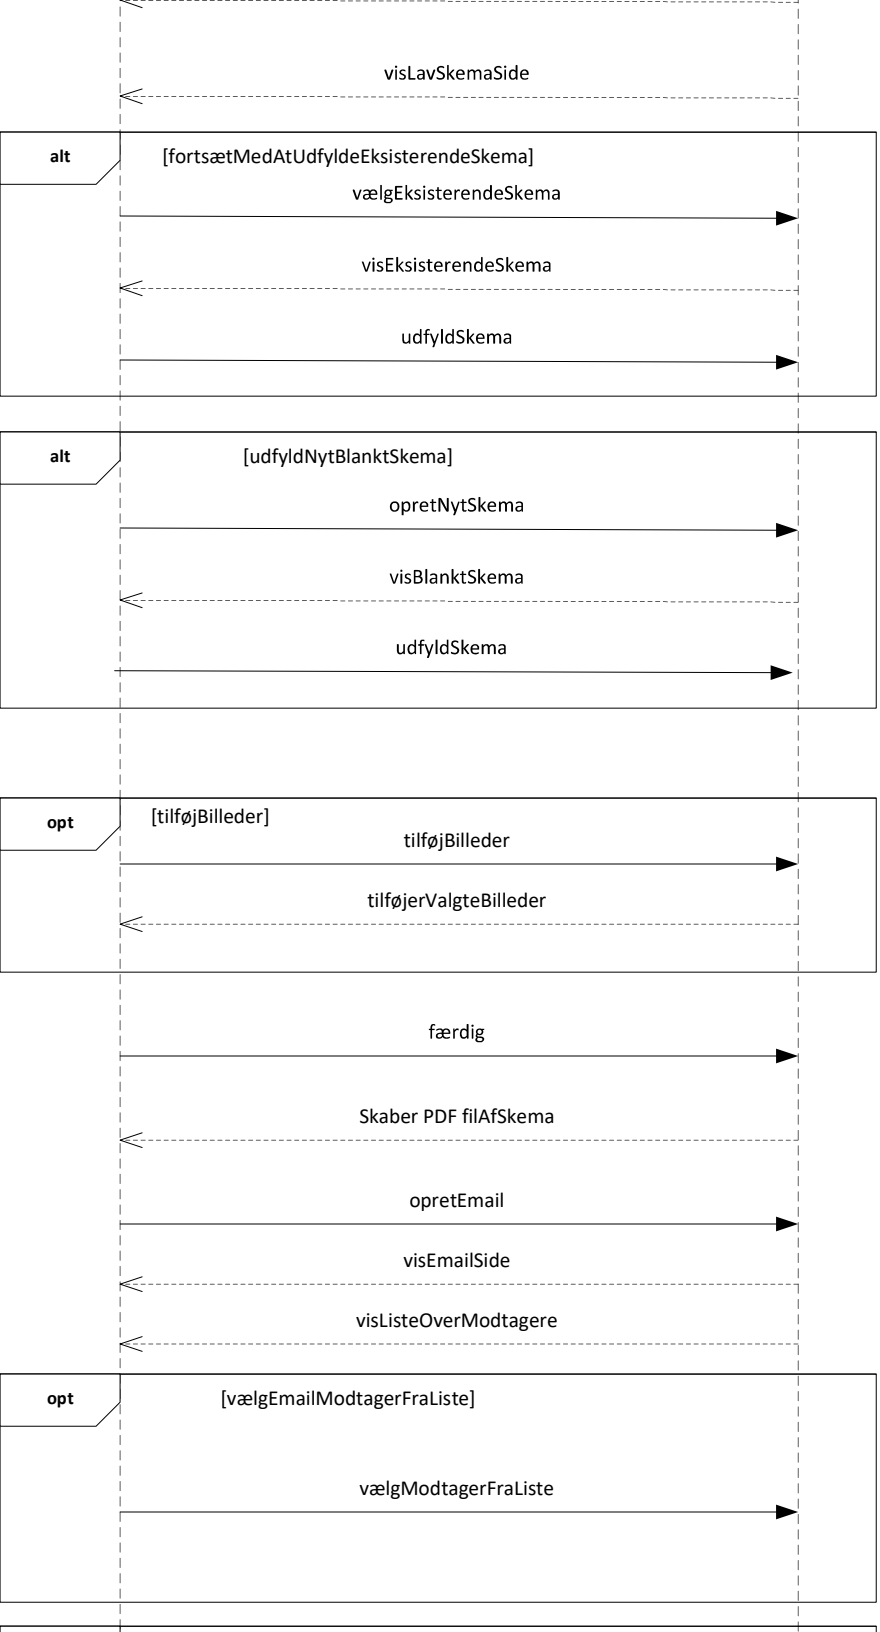 visLavSkemaSide
alt
[fortsætMedAtUdfyldeEksisterendeSkema]
vælgEksisterendeSkema
visEksisterendeSkema
udfyldSkema
alt
[udfyldNytBlanktSkema]
opretNytSkema
visBlanktSkema
udfyldSkema
opt
[tilføjBilleder]
tilføjBilleder
tilføjerValgteBilleder
færdig
Skaber PDF filAfSkema
opretEmail
visEmailSide
visListeOverModtagere
opt
[vælgEmailModtagerFraListe]
vælgModtagerFraListe